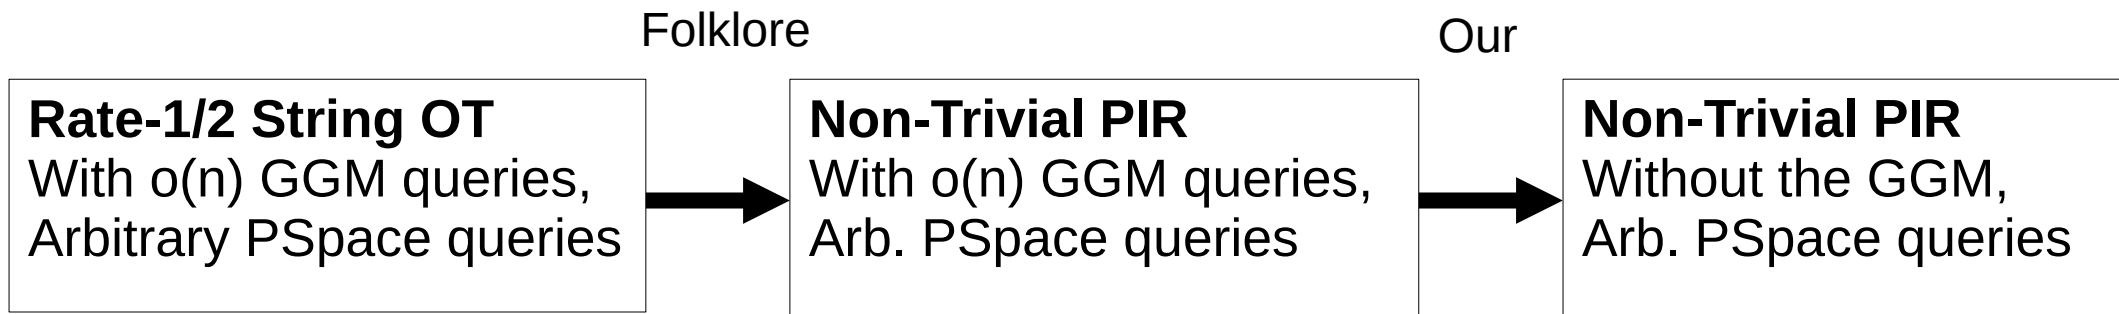 Folklore
Our
Rate-1/2 String OT
With o(n) GGM queries,
Arbitrary PSpace queries
Non-Trivial PIR
With o(n) GGM queries,
Arb. PSpace queries
Non-Trivial PIR
Without the GGM,
Arb. PSpace queries